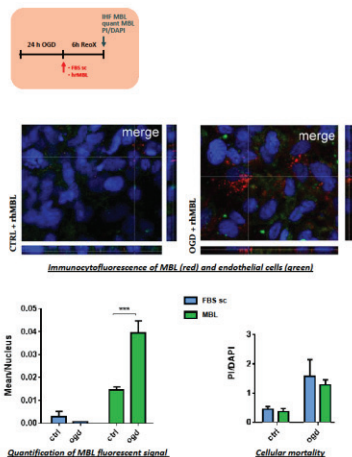 IHF MBL
quant MBL
PI/DAPI
24 h OGD
6h ReoX
- FBS sc
- hrMBL
merge
CTRL + rhMBL
merge
OGD + rhMBL
Immunocytofluorescence of MBL (red) and endothelial cells (green)
FBS sc
MBL
Mean/Nucleus
0.05
0.04
0.03
0.02
0.01
0.00
***
ctrl
ogd
ctrl
ogd
Quantification of MBL fluorescent signal
PI/DAPI
3
2
1
0
ctrl
ogd
Cellular mortality